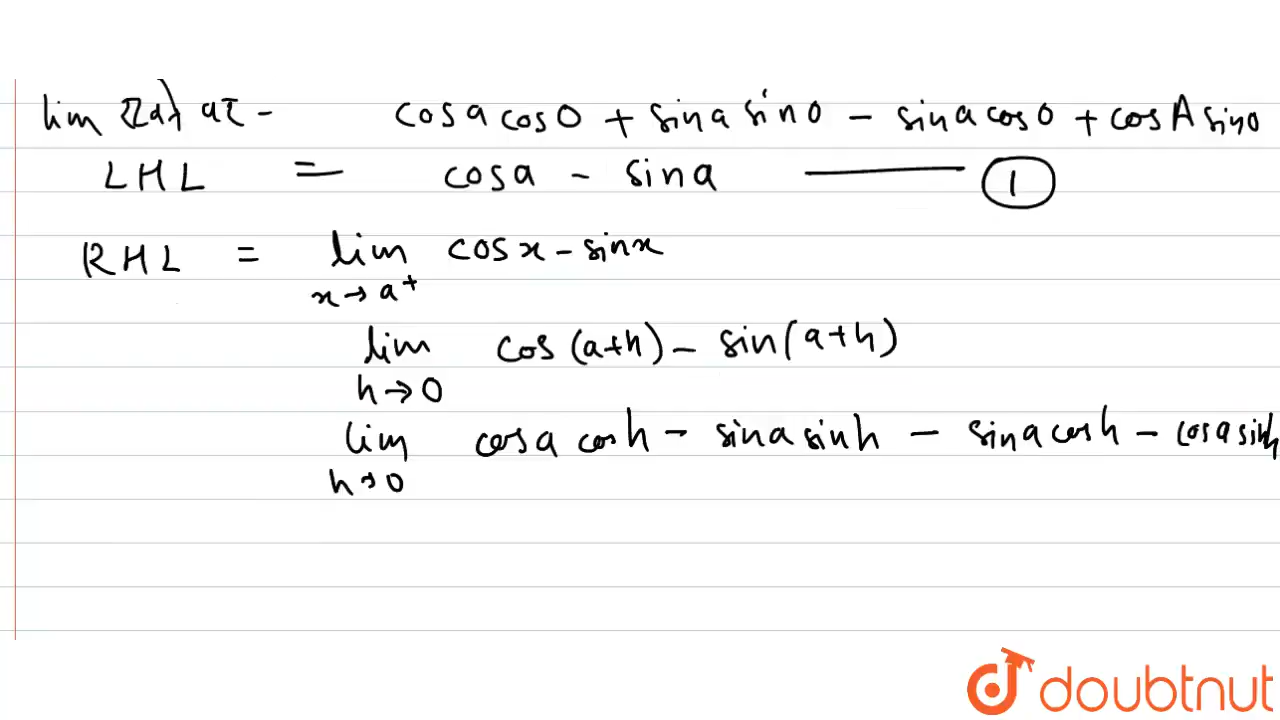 lim cos a cos 0 + sin a sin 0 - sin a cos 0 + cos A sin 0
LHL = cos a - sin a —— 1
RHL = lim cos x - sin x
x → a+
lim cos (a+h) - sin (a+h)
h → 0
lim cos a cos h - sin a sin h - sin a cos h - cos a sin h
h → 0
doubtnut